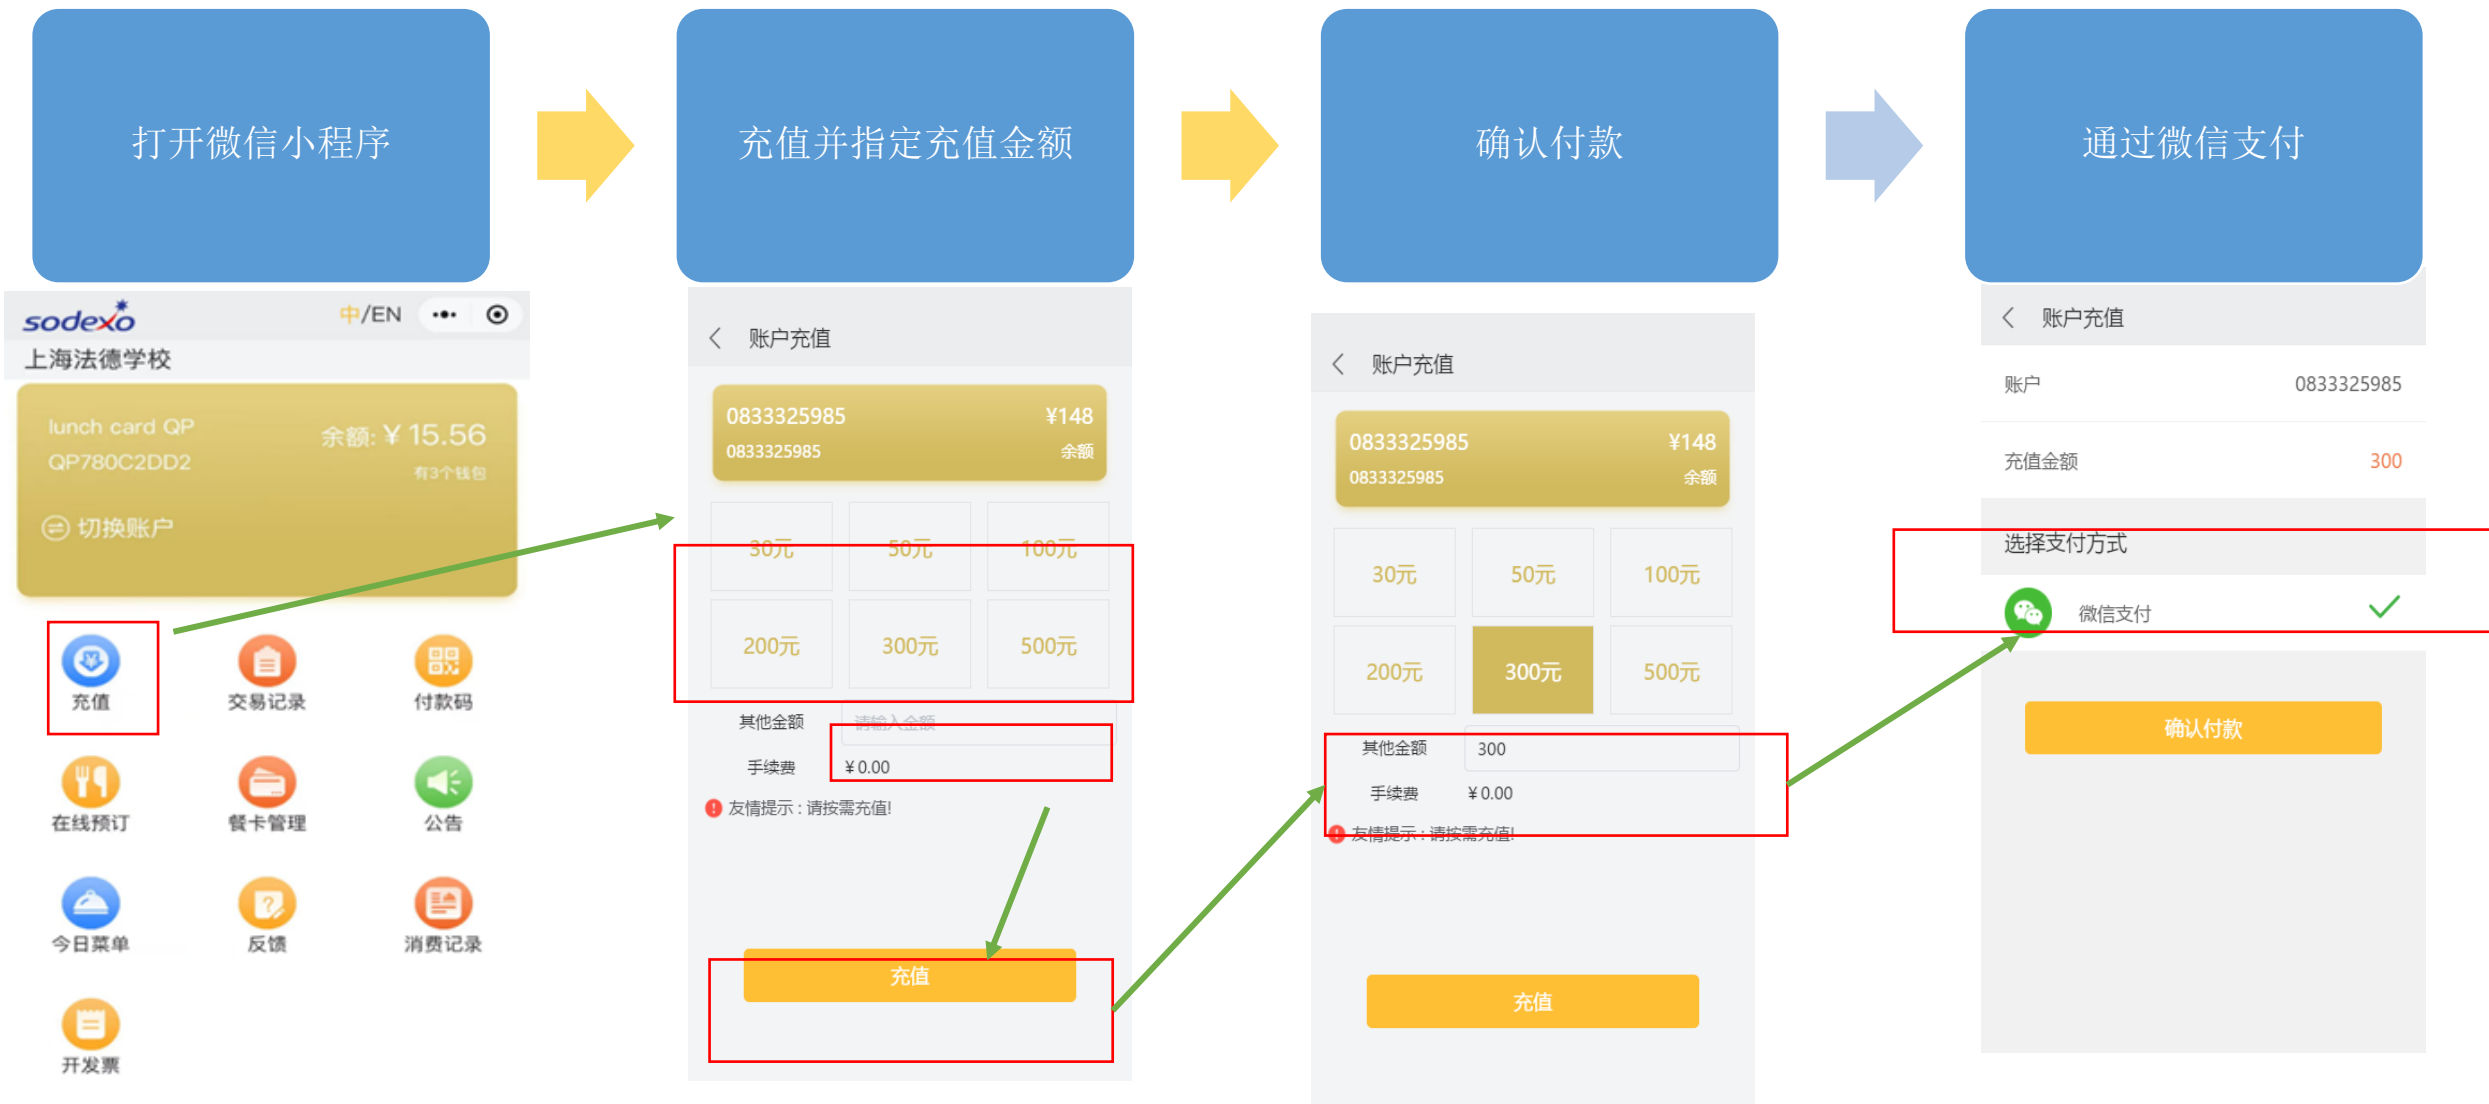 打开微信小程序
充值并指定充值金额
确认付款
通过微信支付
sodexo
中/EN
上海法德学校
lunch card QP
余额:¥ 15.56
QP780C2DD2
有3个钱包
切换账户
充值
交易记录
付款码
在线预订
餐卡管理
公告
今日菜单
反馈
消费记录
开发票
账户充值
0833325985
¥148
0833325985
余额
30元
50元
100元
200元
300元
500元
其他金额
请输入金额
手续费
¥0.00
友情提示：请按需充值!
充值
账户充值
0833325985
¥148
0833325985
余额
30元
50元
100元
200元
300元
500元
其他金额
300
手续费
¥0.00
友情提示：请按需充值!
充值
账户充值
账户
0833325985
充值金额
300
选择支付方式
微信支付
确认付款